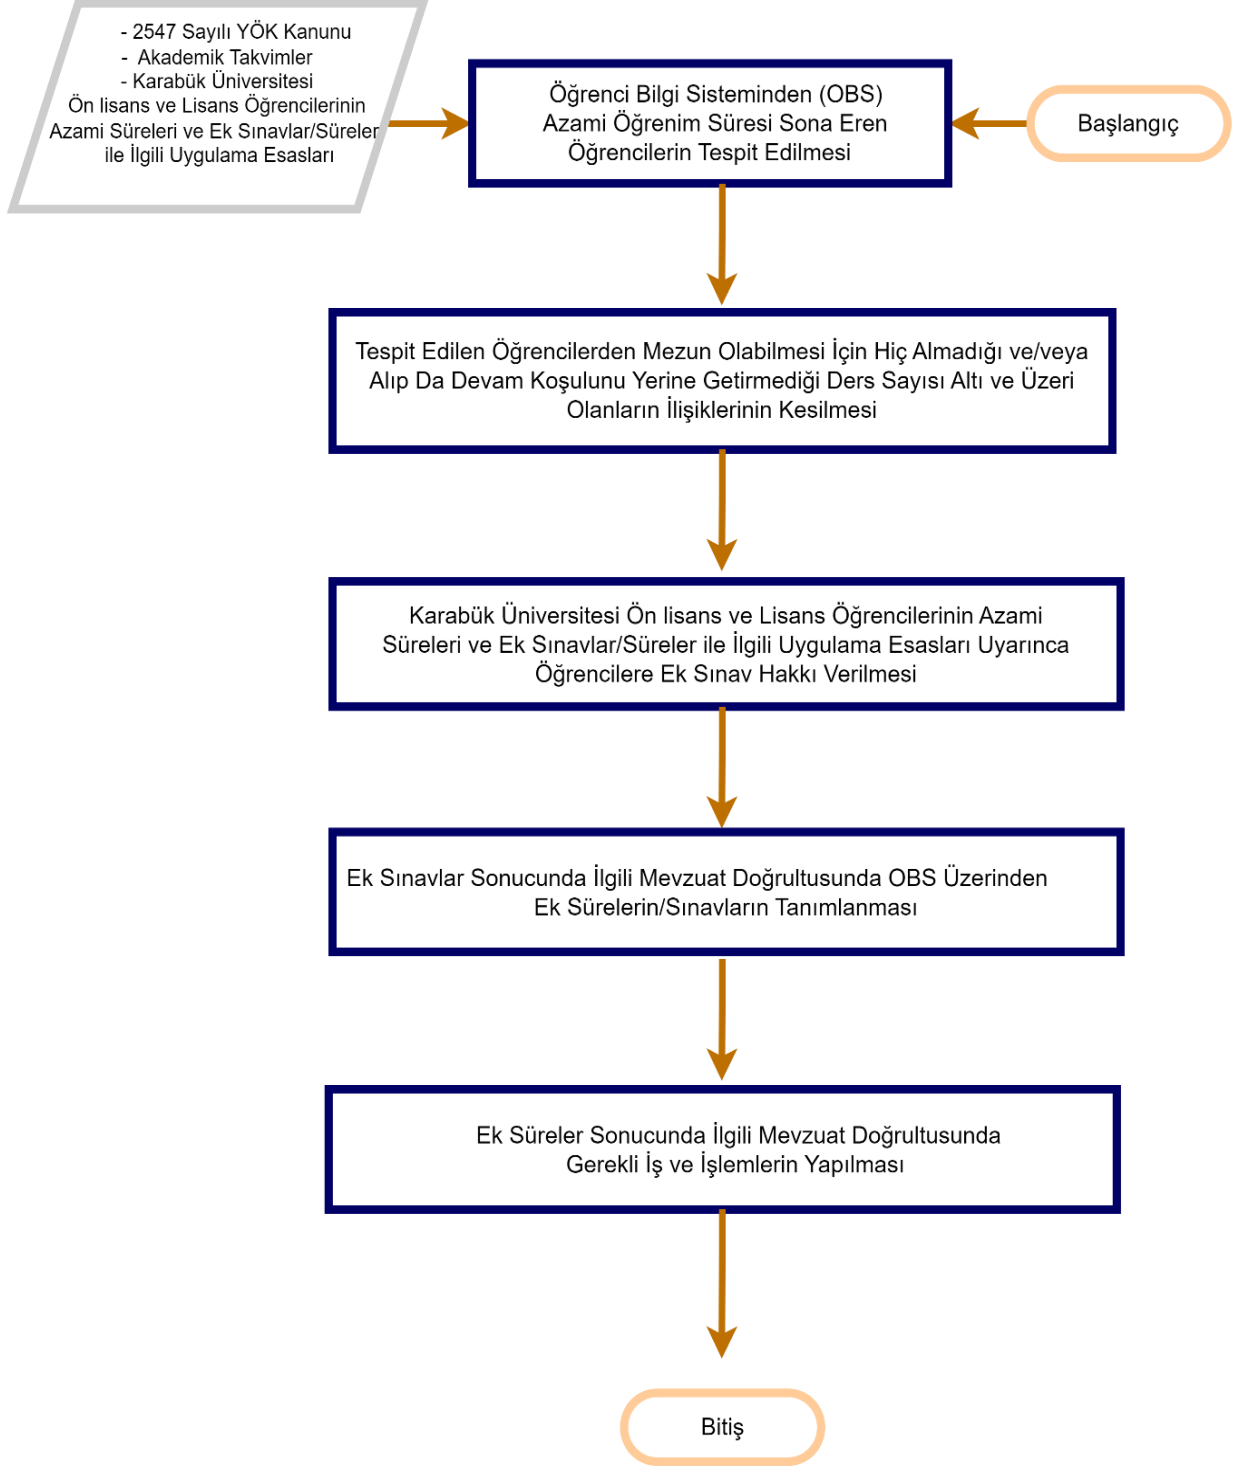 - 2547 Sayılı YÖK Kanunu
- Akademik Takvimler
- Karabük Üniversitesi
Ön lisans ve Lisans Öğrencilerinin
Azami Süreleri ve Ek Sınavlar/Süreler
ile İlgili Uygulama Esasları
Öğrenci Bilgi Sisteminden (OBS)
Azami Öğrenim Süresi Sona Eren
Öğrencilerin Tespit Edilmesi
Başlangıç
Tespit Edilen Öğrencilerden Mezun Olabilmesi İçin Hiç Almadığı ve/veya
Alıp Da Devam Koşulunu Yerine Getirmediği Ders Sayısı Altı ve Üzeri
Olanların İlişiklerinin Kesilmesi
Karabük Üniversitesi Ön lisans ve Lisans Öğrencilerinin Azami
Süreleri ve Ek Sınavlar/Süreler ile İlgili Uygulama Esasları Uyarınca
Öğrencilere Ek Sınav Hakkı Verilmesi
Ek Sınavlar Sonucunda İlgili Mevzuat Doğrultusunda OBS Üzerinden
Ek Sürelerin/Sınavların Tanımlanması
Ek Süreler Sonucunda İlgili Mevzuat Doğrultusunda
Gerekli İş ve İşlemlerin Yapılması
Bitiş